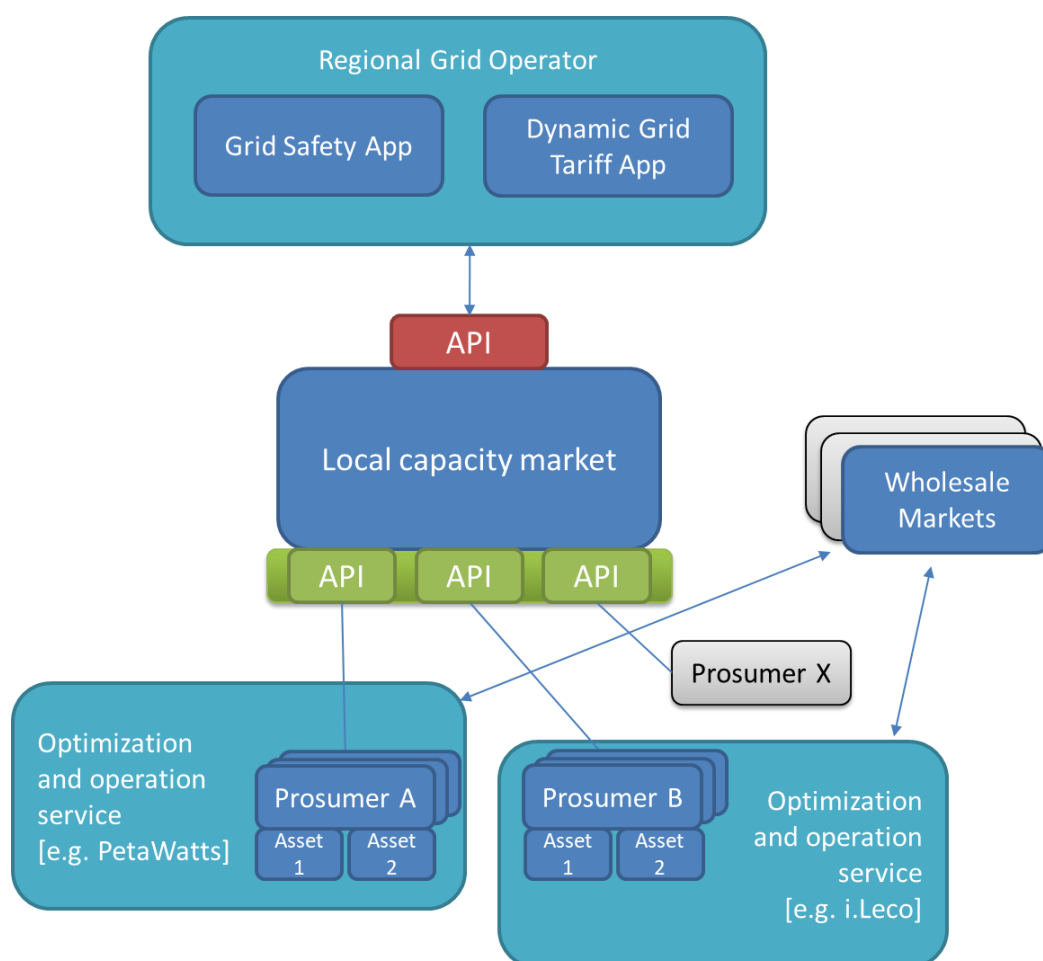 Regional Grid Operator
Grid Safety App
Dynamic Grid
Tariff App
API
Local capacity market
Wholesale
Markets
API
API
API
Prosumer X
Optimization
and operation
service
[e.g. PetaWatts]
Prosumer A
Asset
1
Asset
2
Prosumer B
Asset
1
Asset
2
Optimization
and operation
service
[e.g. i.Leco]